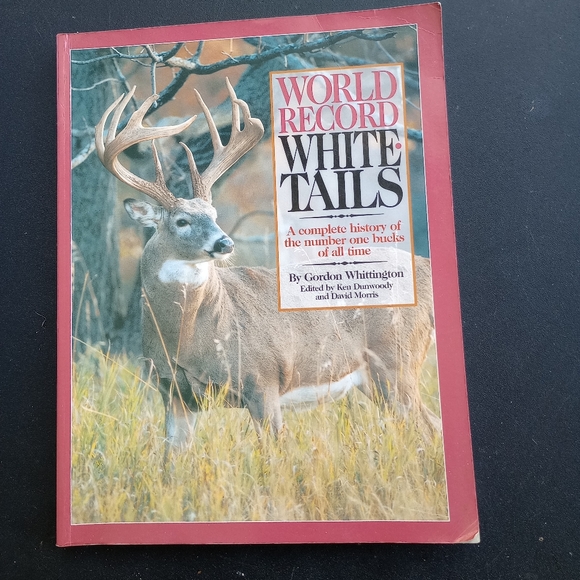 WORLD
RECORD
WHITE•
TAILS
A complete history of
the number one bucks
of all time
By Gordon Whittington
Edited by Ken Dunwoody
and David Morris